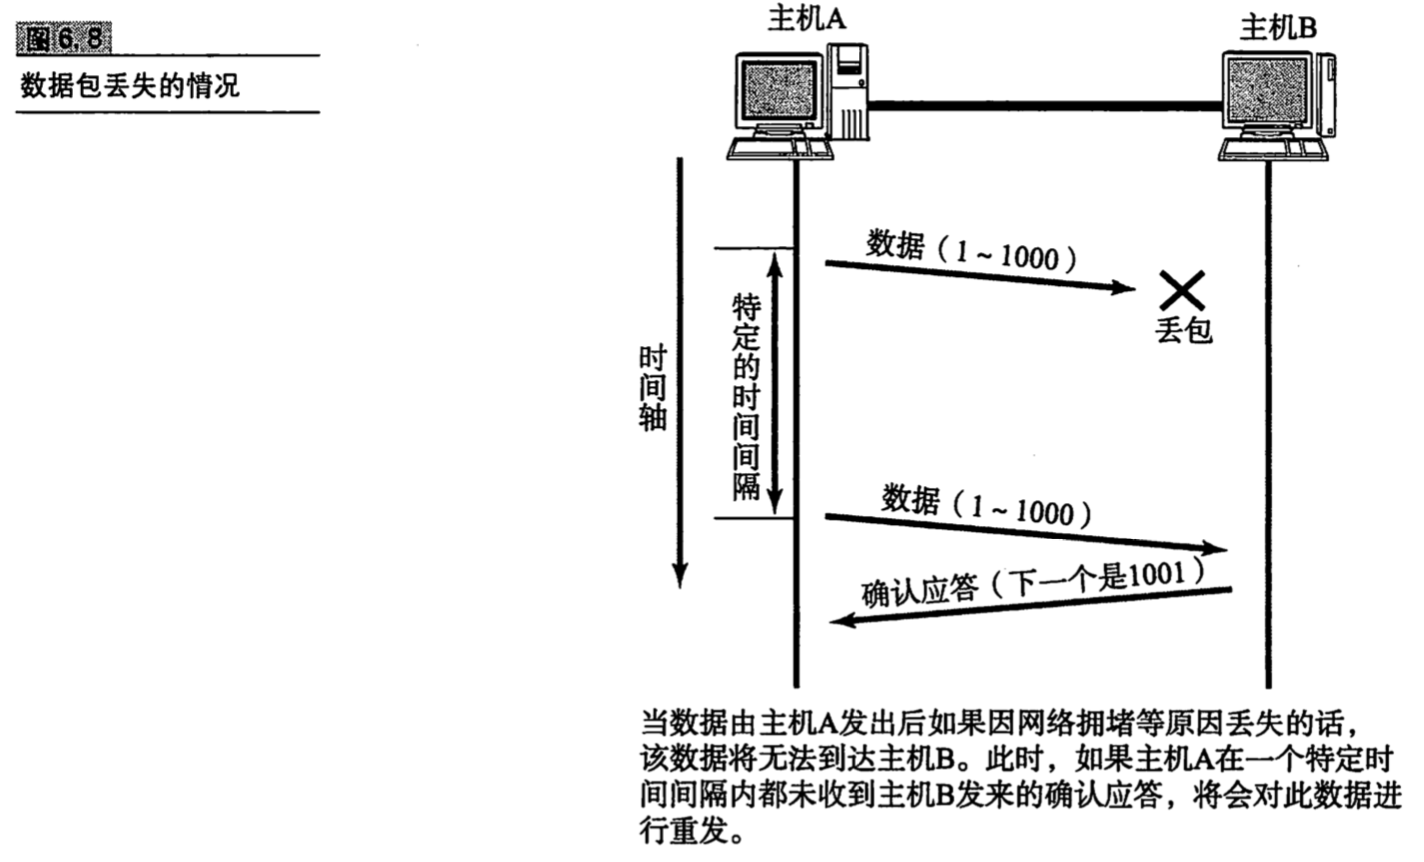 图6.8
数据包丢失的情况
主机A
主机B
数据（1~1000）
丢包
特定的时间间隔
时间轴
数据（1~1000）
确认应答（下一个是1001）
当数据由主机A发出后如果因网络拥堵等原因丢失的话，
该数据将无法到达主机B。此时，如果主机A在一个特定时
间间隔内都未收到主机B发来的确认应答，将会对此数据进
行重发。